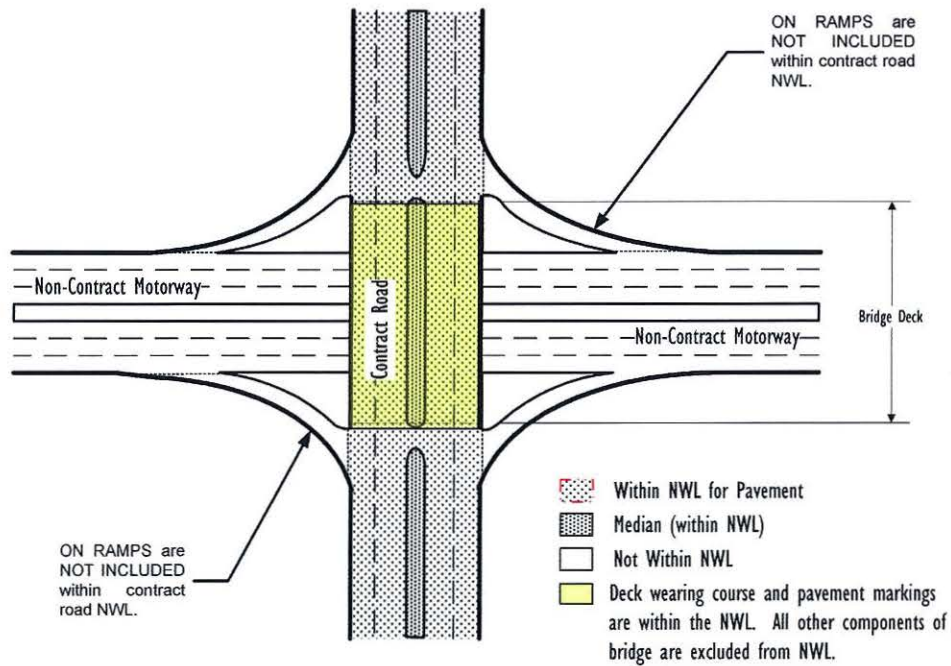 ON RAMPS are
NOT INCLUDED
within contract road
NWL.
Non-Contract Motorway
Contract Road
Bridge Deck
Non-Contract Motorway
Within NWL for Pavement
Median (within NWL)
Not Within NWL
Deck wearing course and pavement markings
are within the NWL. All other components of
bridge are excluded from NWL.
ON RAMPS are
NOT INCLUDED
within contract
road NWL.